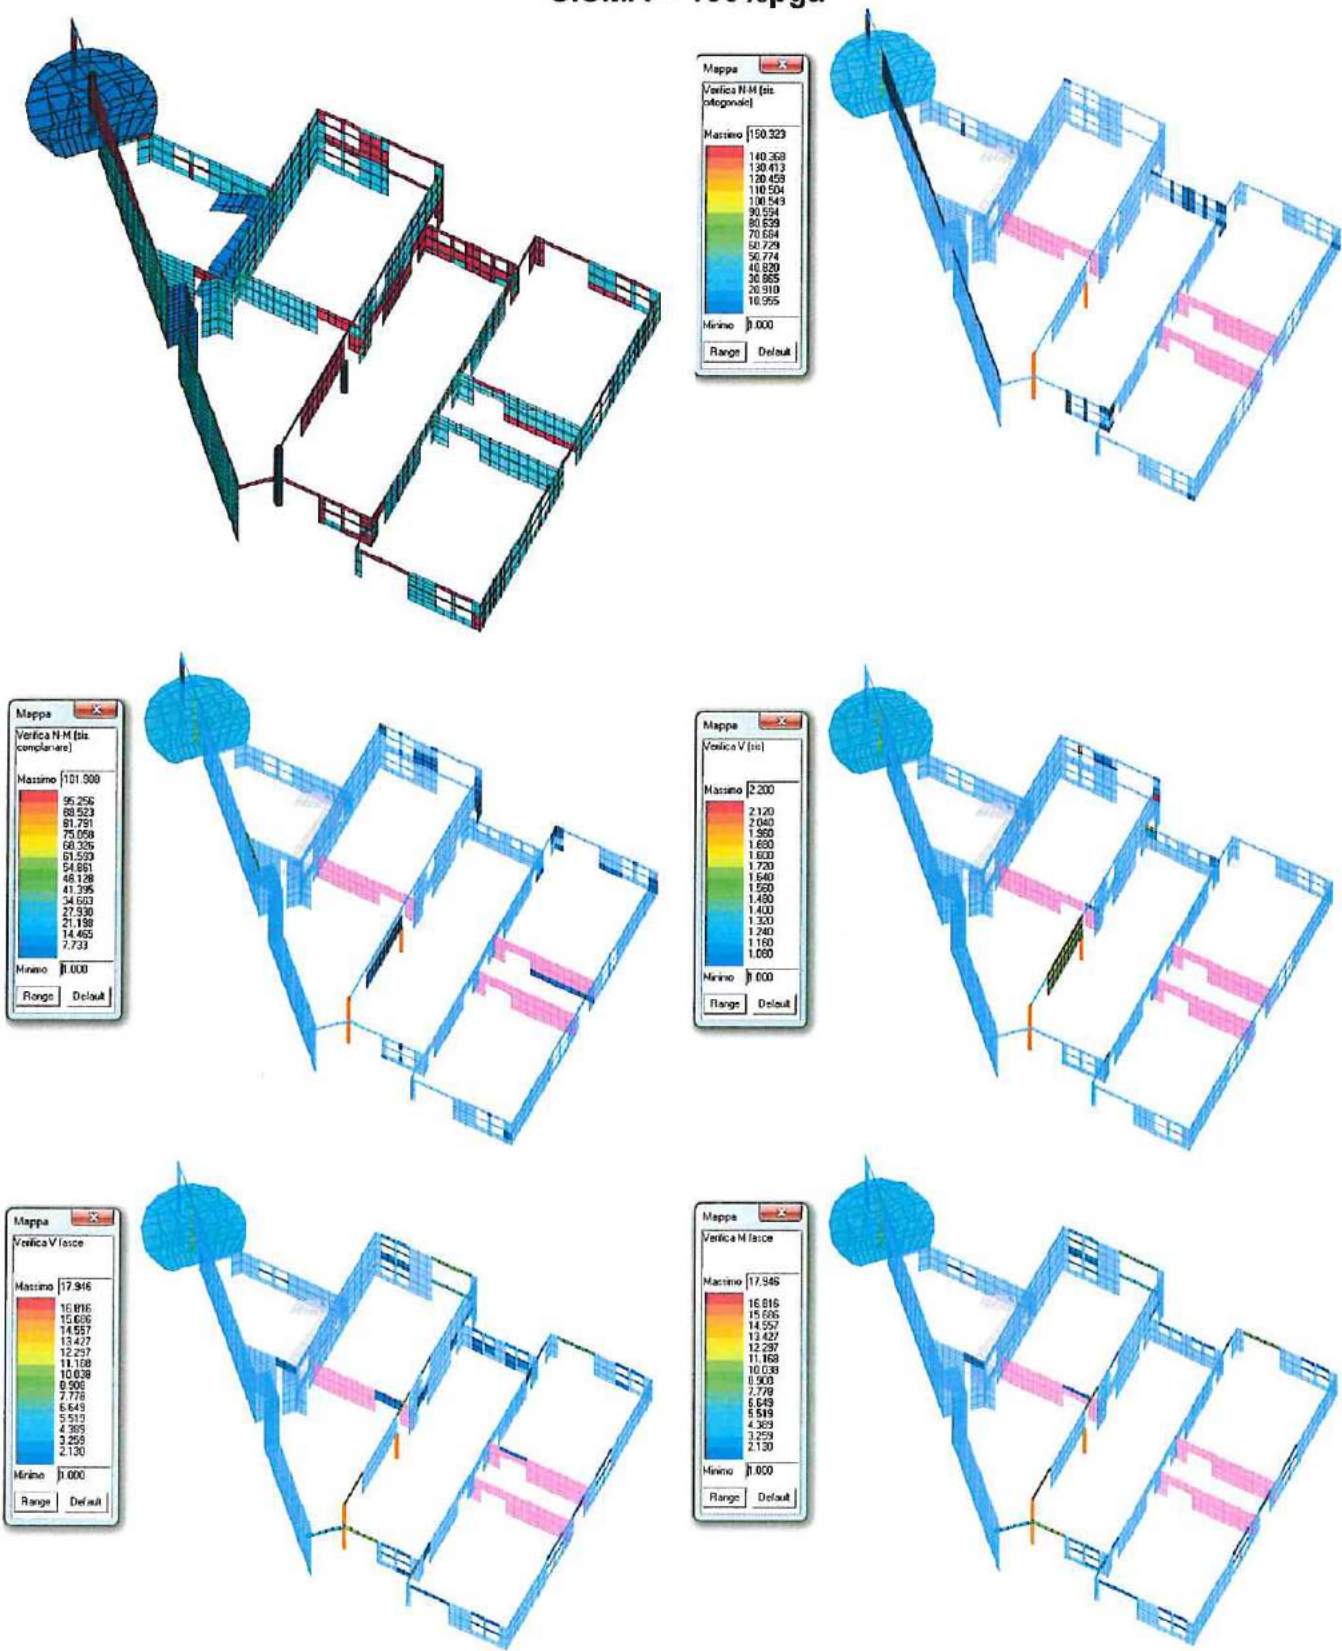 Mappa
Verifica N-M (sis.
ortogonale)
Massimo 150.323
140.368
130.413
120.459
110.504
100.549
90.594
80.639
70.684
60.729
50.774
40.820
30.865
20.910
10.955
Minimo 1.000
Range Default
Mappa
Verifica N-M (sis.
complanare)
Massimo 101.988
95.256
88.523
81.791
75.058
68.326
61.593
54.861
48.128
41.395
34.663
27.930
21.198
14.465
7.733
Minimo 1.000
Range Default
Mappa
Verifica V (sis)
Massimo 2.200
2.120
2.040
1.960
1.880
1.800
1.720
1.640
1.560
1.480
1.400
1.320
1.240
1.160
1.080
Minimo 1.000
Range Default
Mappa
Verifica V fasce
Massimo 17.946
16.816
15.686
14.557
13.427
12.297
11.168
10.038
8.908
7.778
6.649
5.519
4.389
3.259
2.130
Minimo 1.000
Range Default
Mappa
Verifica M fasce
Massimo 17.946
16.816
15.686
14.557
13.427
12.297
11.168
10.038
8.908
7.778
6.649
5.519
4.389
3.259
2.130
Minimo 1.000
Range Default